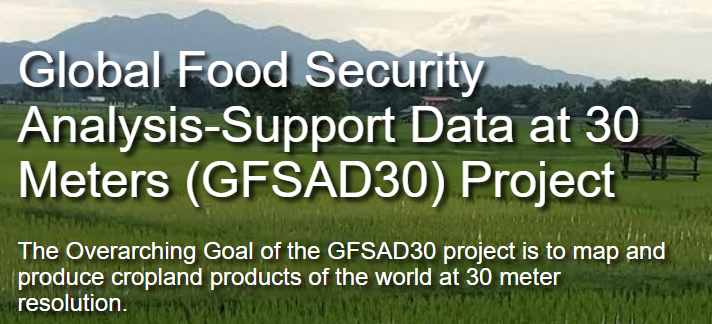 Global Food Security
Analysis-Support Data at 30
Meters (GFSAD30) Project
The Overarching Goal of the GFSAD30 project is to map and
produce cropland products of the world at 30 meter
resolution.